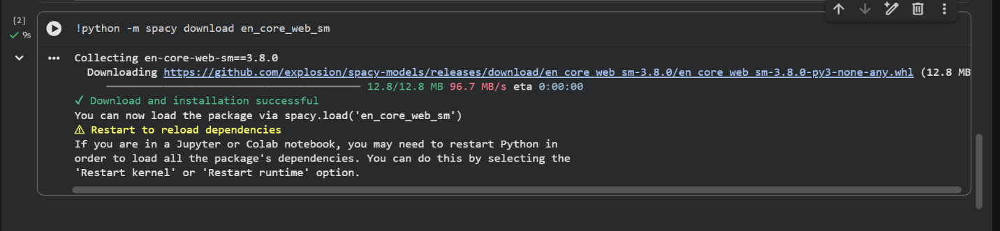 [2]
9s
!python -m spacy download en_core_web_sm
Collecting en-core-web-sm==3.8.0
Downloading https://github.com/explosion/spacy-models/releases/download/en_core_web_sm-3.8.0/en_core_web_sm-3.8.0-py3-none-any.whl (12.8 MB
12.8/12.8 MB 96.7 MB/s eta 0:00:00
✓ Download and installation successful
You can now load the package via spacy.load('en_core_web_sm')
⚠ Restart to reload dependencies
If you are in a Jupyter or Colab notebook, you may need to restart Python in
order to load all the package's dependencies. You can do this by selecting the
'Restart kernel' or 'Restart runtime' option.